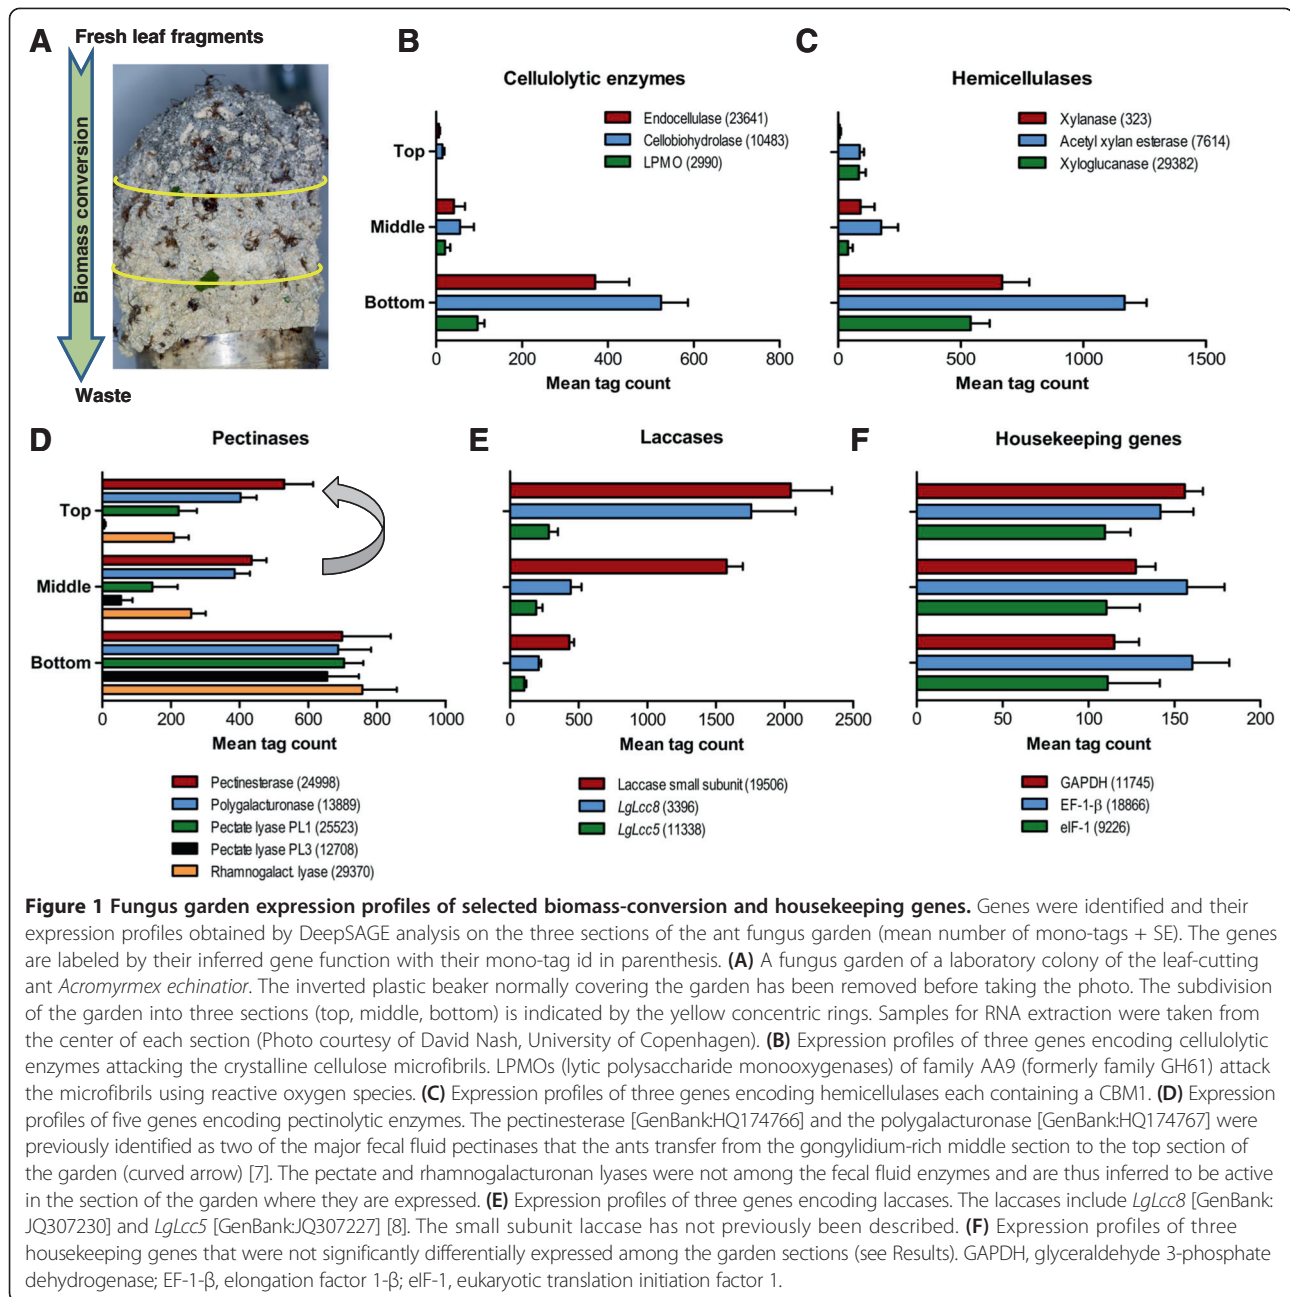 A
Fresh leaf fragments
Biomass conversion
Waste
B
Cellulolytic enzymes
Endocellulase (23641)
Cellobiohydrolase (10483)
LPMO (2990)
Top
Middle
Bottom
0 200 400 600 800
Mean tag count
C
Hemicellulases
Xylanase (323)
Acetyl xylan esterase (7614)
Xyloglucanase (29382)
0 500 1000 1500
Mean tag count
D
Pectinases
Top
Middle
Bottom
0 200 400 600 800 1000
Mean tag count
Pectinesterase (24998)
Polygalacturonase (13889)
Pectate lyase PL1 (25523)
Pectate lyase PL3 (12708)
Rhamnogalact. lyase (29370)
E
Laccases
0 500 1000 1500 2000 2500
Mean tag count
Laccase small subunit (19506)
LgLcc8 (3396)
LgLcc5 (11338)
F
Housekeeping genes
0 50 100 150 200
Mean tag count
GAPDH (11745)
EF-1-β (18866)
eIF-1 (9226)
Figure 1 Fungus garden expression profiles of selected biomass-conversion and housekeeping genes. Genes were identified and their
expression profiles obtained by DeepSAGE analysis on the three sections of the ant fungus garden (mean number of mono-tags + SE). The genes
are labeled by their inferred gene function with their mono-tag id in parenthesis. (A) A fungus garden of a laboratory colony of the leaf-cutting
ant Acromyrmex echinatior. The inverted plastic beaker normally covering the garden has been removed before taking the photo. The subdivision
of the garden into three sections (top, middle, bottom) is indicated by the yellow concentric rings. Samples for RNA extraction were taken from
the center of each section (Photo courtesy of David Nash, University of Copenhagen). (B) Expression profiles of three genes encoding cellulolytic
enzymes attacking the crystalline cellulose microfibrils. LPMOs (lytic polysaccharide monooxygenases) of family AA9 (formerly family GH61) attack
the microfibrils using reactive oxygen species. (C) Expression profiles of three genes encoding hemicellulases each containing a CBM1. (D) Expression
profiles of five genes encoding pectinolytic enzymes. The pectinesterase [GenBank:HQ174766] and the polygalacturonase [GenBank:HQ174767] were
previously identified as two of the major fecal fluid pectinases that the ants transfer from the gongylidium-rich middle section to the top section of
the garden (curved arrow) [7]. The pectate and rhamnogalacturonan lyases were not among the fecal fluid enzymes and are thus inferred to be active
in the section of the garden where they are expressed. (E) Expression profiles of three genes encoding laccases. The laccases include LgLcc8 [GenBank:
JQ307230] and LgLcc5 [GenBank:JQ307227] [8]. The small subunit laccase has not previously been described. (F) Expression profiles of three
housekeeping genes that were not significantly differentially expressed among the garden sections (see Results). GAPDH, glyceraldehyde 3-phosphate
dehydrogenase; EF-1-β, elongation factor 1-β; eIF-1, eukaryotic translation initiation factor 1.